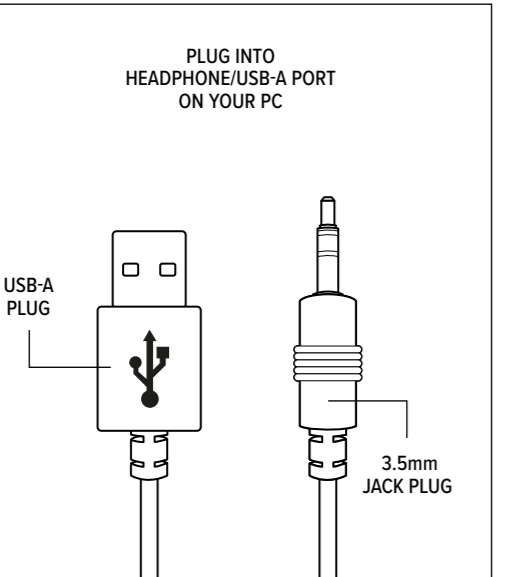 PLUG INTO
HEADPHONE/USB-A PORT
ON YOUR PC
USB-A
PLUG
3.5mm
JACK PLUG